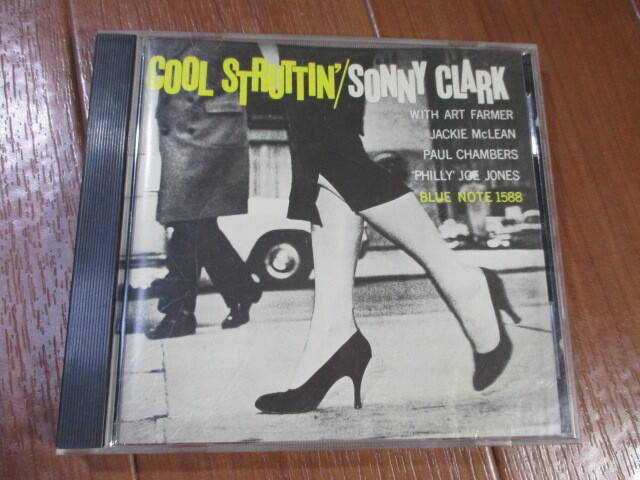 COOL STRUTTIN'/SONNY CLARK
WITH ART FARMER
JACKIE McLEAN
PAUL CHAMBERS
'PHILLY' JOE JONES
BLUE NOTE 1588